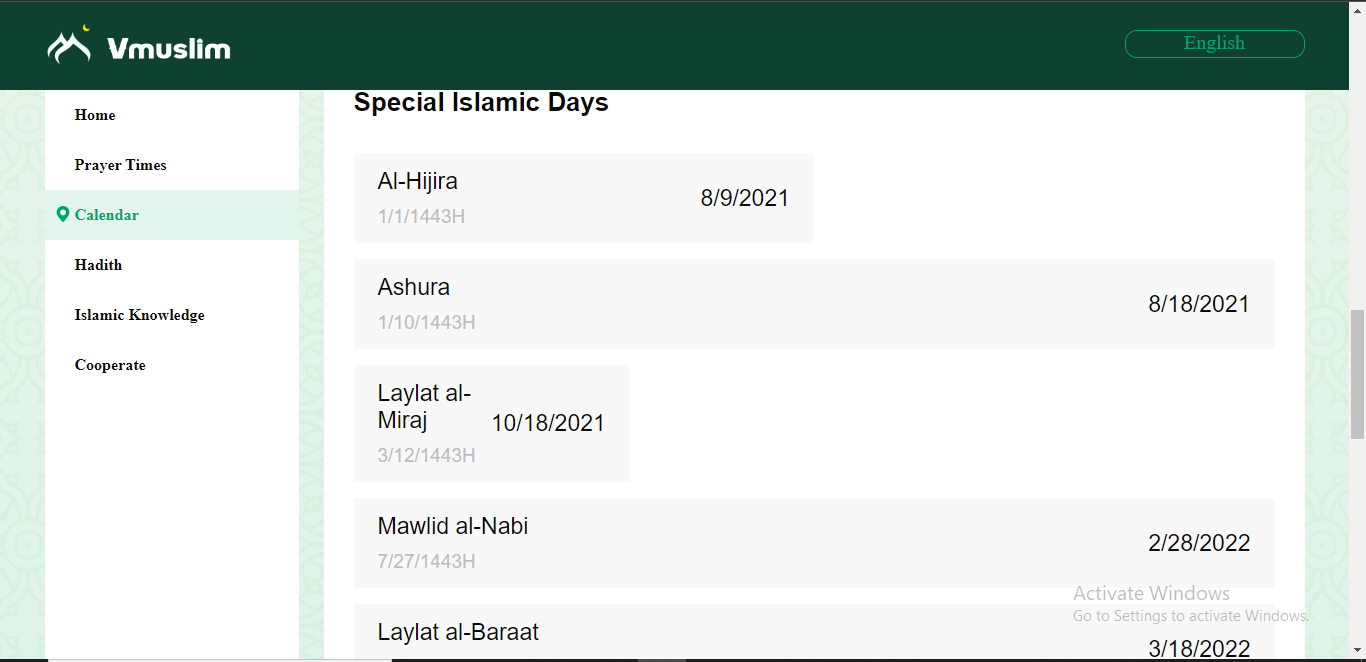 Vmuslim
English
Home
Prayer Times
Calendar
Hadith
Islamic Knowledge
Cooperate
Special Islamic Days
Al-Hijira
1/1/1443H
8/9/2021
Ashura
1/10/1443H
8/18/2021
Laylat al-
Miraj
3/12/1443H
10/18/2021
Mawlid al-Nabi
7/27/1443H
2/28/2022
Laylat al-Baraat
3/18/2022
Activate Windows
Go to Settings to activate Windows.